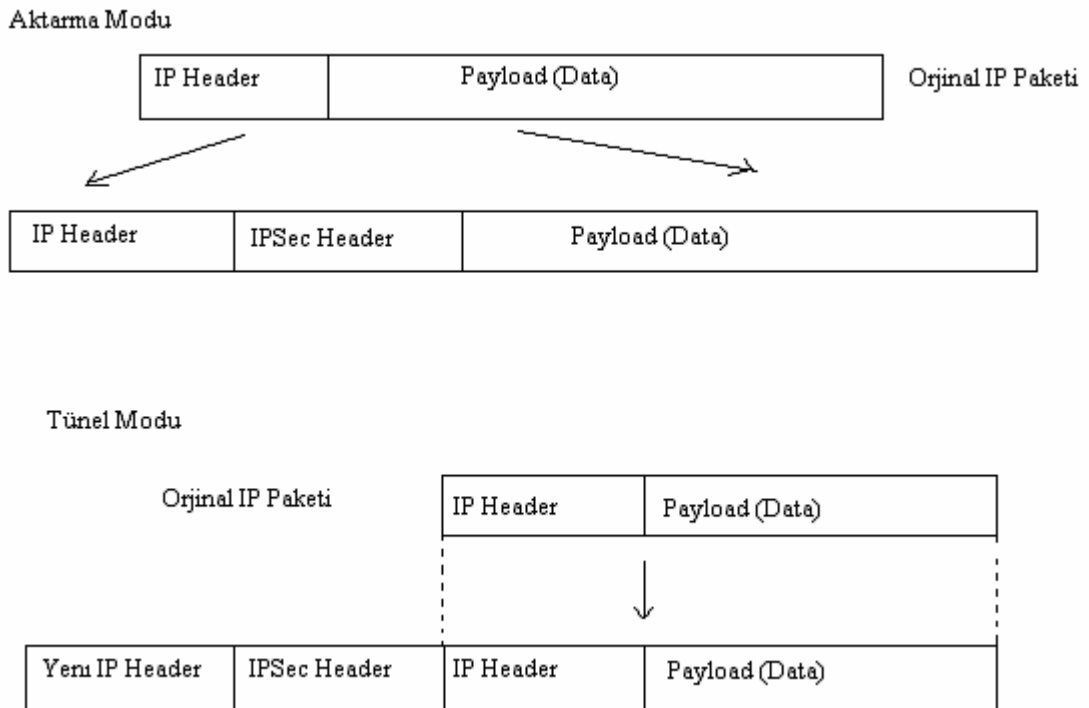 Aktarma Modu
IP Header Payload (Data) Orjinal IP Paketi
IP Header IPSec Header Payload (Data)
Tünel Modu
Orjinal IP Paketi IP Header Payload (Data)
Yenı IP Header IPSec Header IP Header Payload (Data)